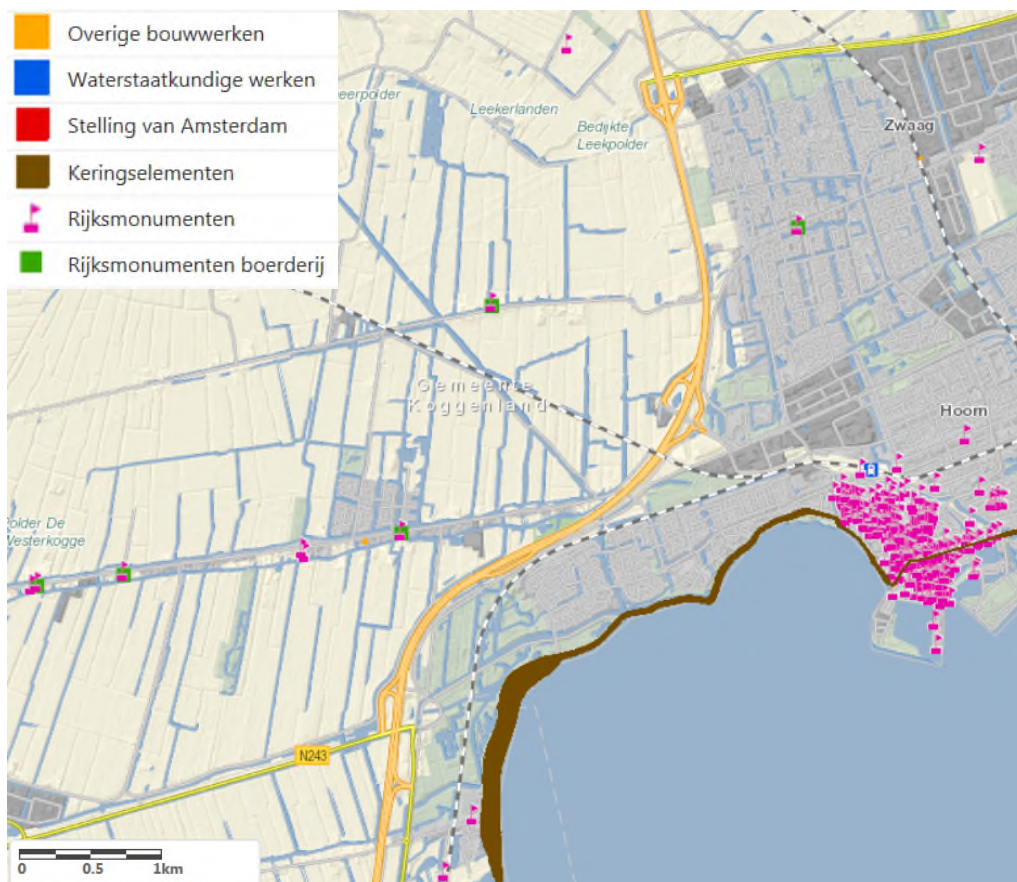 Overige bouwwerken
Waterstaatkundige werken
Stelling van Amsterdam
Keringselementen
Rijksmonumenten
Rijksmonumenten boerderij
eerpolder
Leekerlanden
Bedijkte
Leekpolder
Zwaag
Gemeente
Koggenland
Hoorn
Polder De
Westerkogge
N243
0 0.5 1km